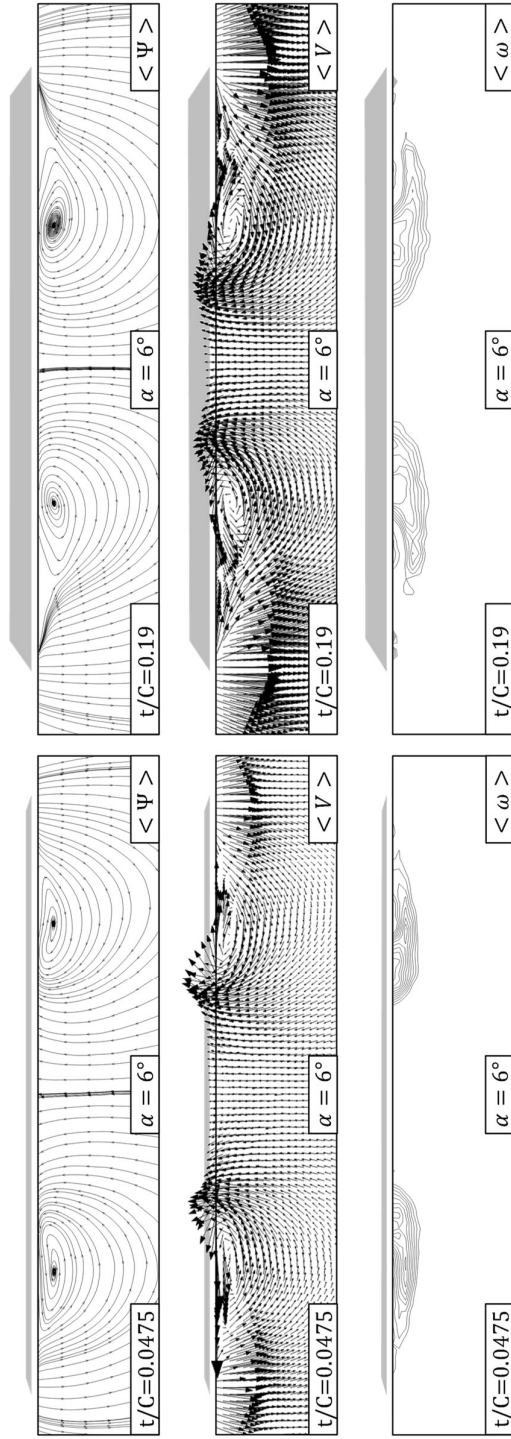 t/C=0.0475
α = 6°
< Ψ >
t/C=0.19
α = 6°
< Ψ >
t/C=0.0475
α = 6°
< V >
t/C=0.19
α = 6°
< V >
t/C=0.0475
α = 6°
< ω >
t/C=0.19
α = 6°
< ω >